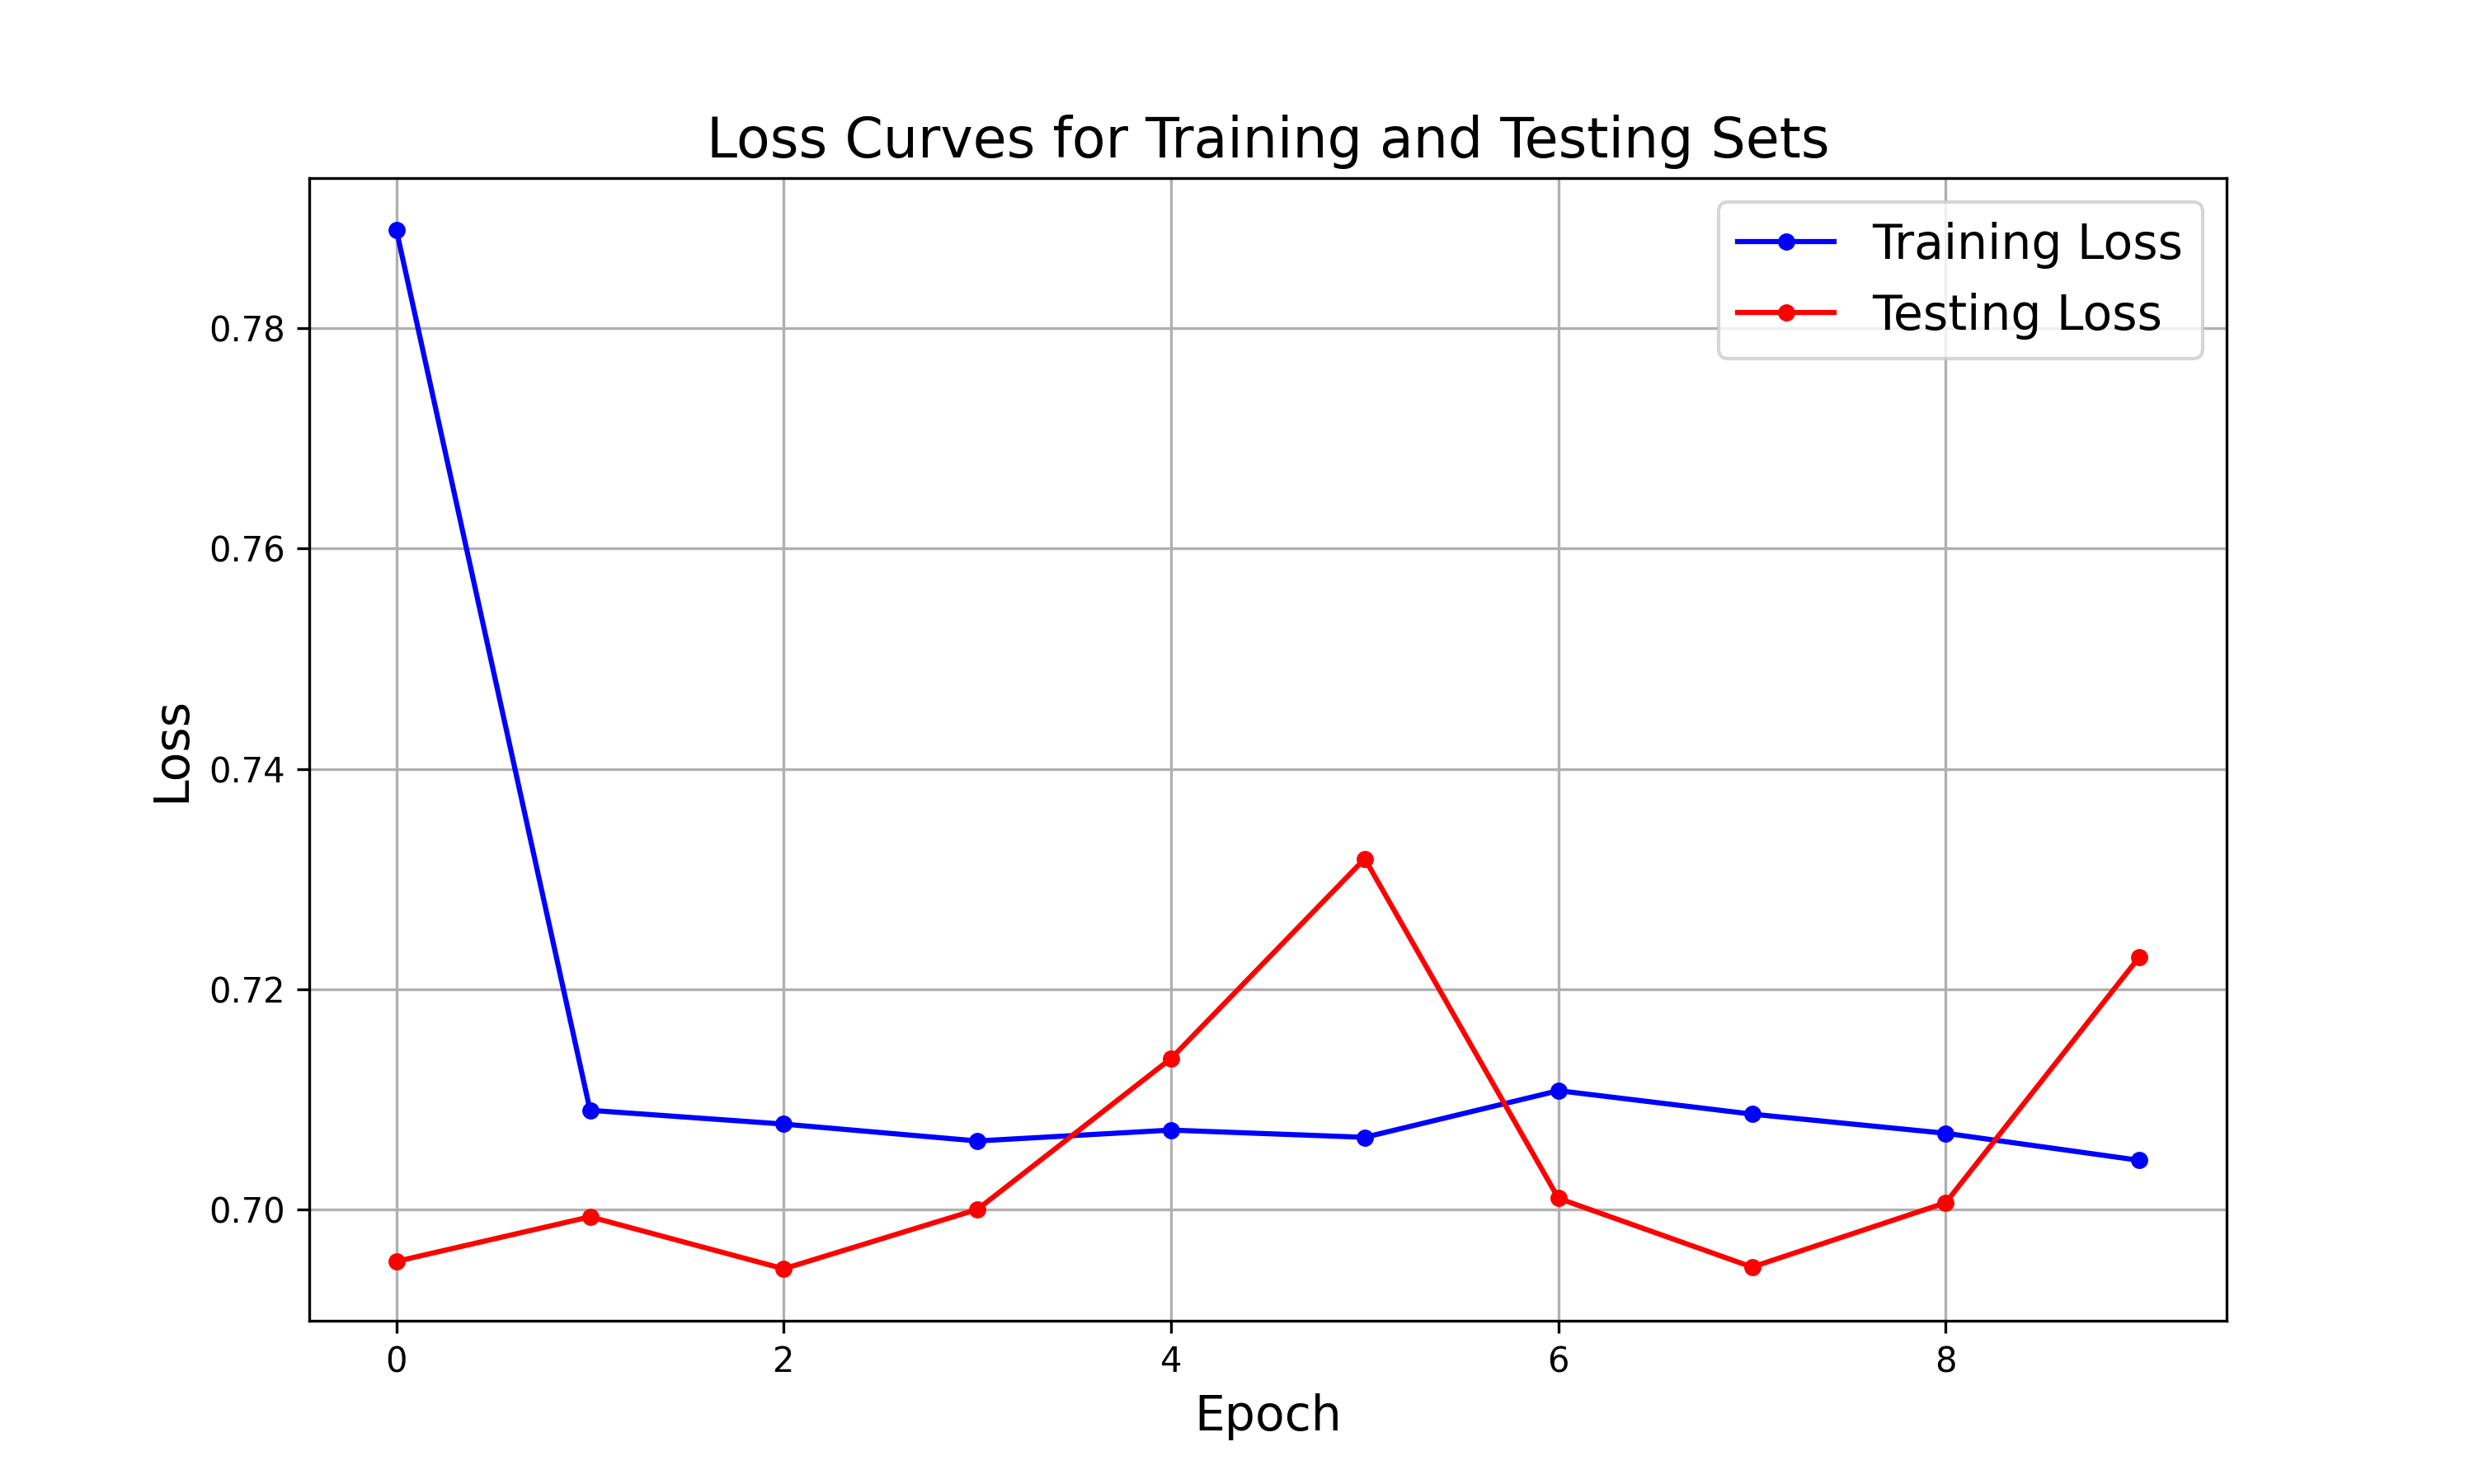 Loss Curves for Training and Testing Sets
Training Loss
Testing Loss
0.78
0.76
0.74
0.72
0.70
Loss
0 2 4 6 8
Epoch